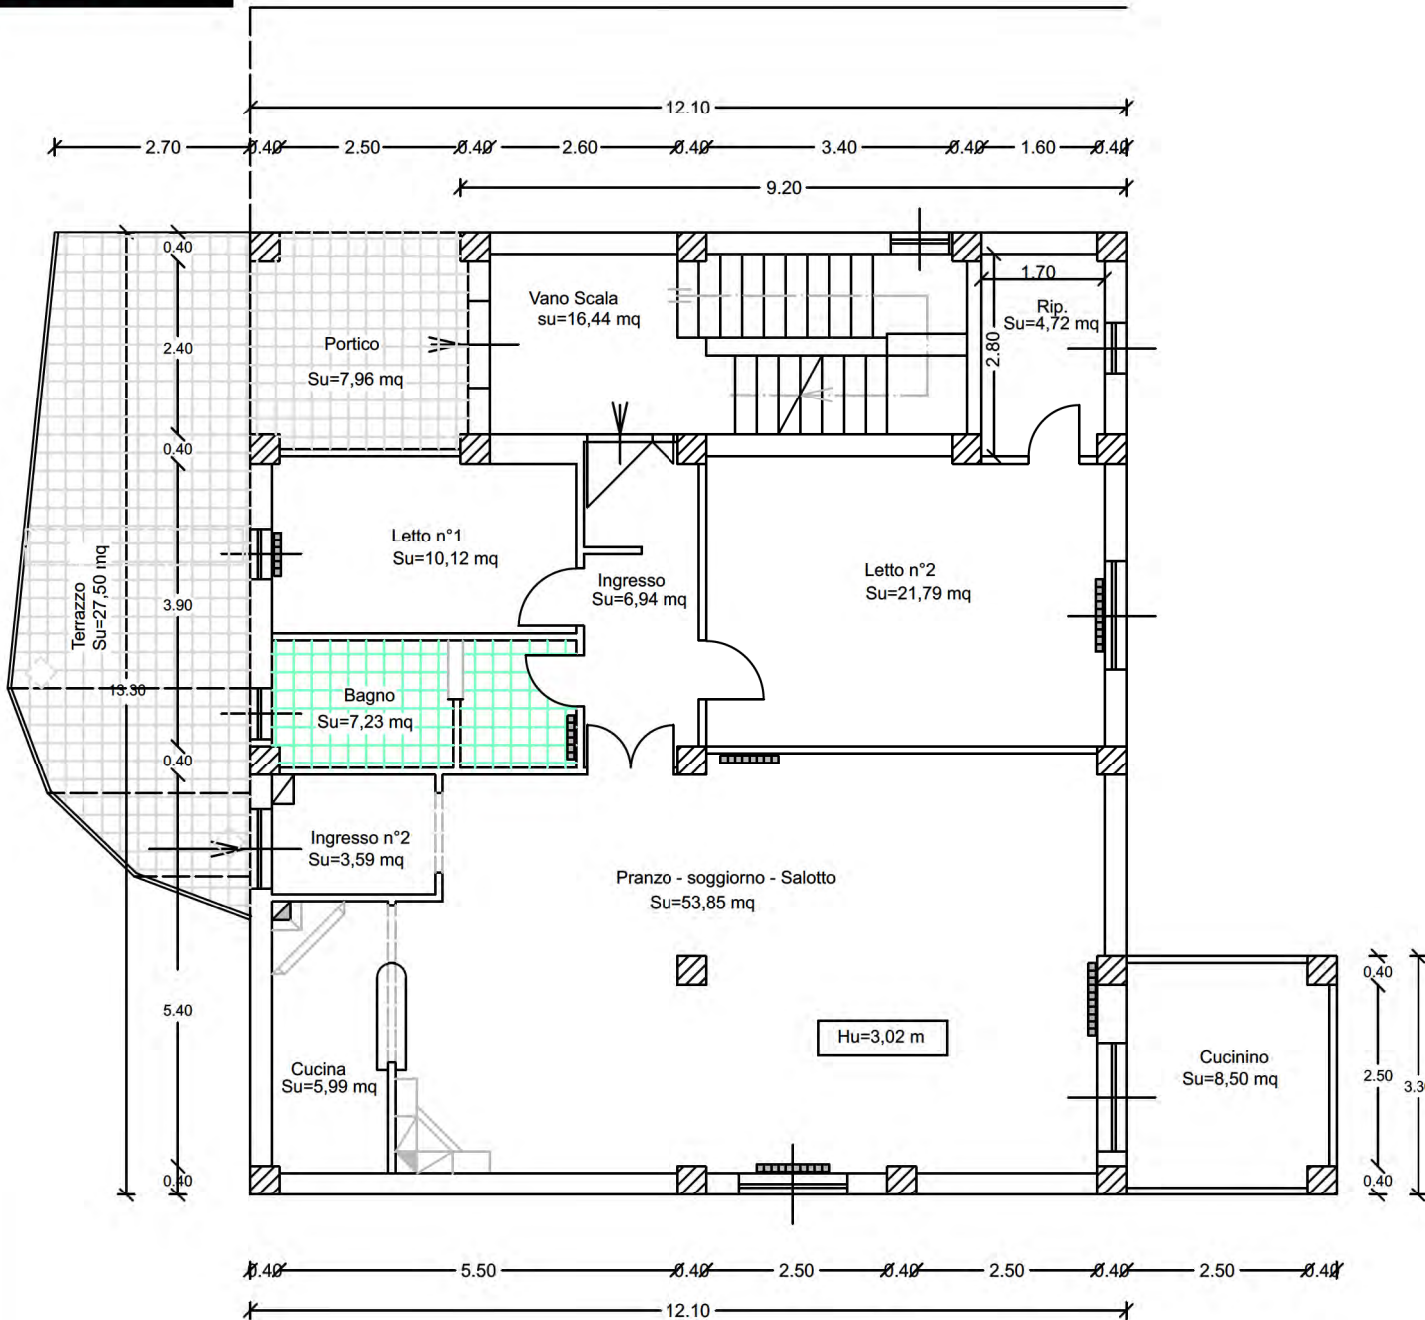 12.10
2.70 0.40 2.50 0.40 2.60 0.40 3.40 0.40 1.60 0.40
9.20
0.40
1.70
Vano Scala
su=16,44 mq
Rip.
Su=4,72 mq
2.40
Portico
2.80
Su=7,96 mq
0.40
Letto n°1
Su=10,12 mq
Terrazzo
Su=27,50 mq
3.90
Ingresso
Su=6,94 mq
Letto n°2
Su=21,79 mq
13.30
Bagno
Su=7,23 mq
0.40
Ingresso n°2
Su=3,59 mq
Pranzo - soggiorno - Salotto
Su=53,85 mq
5.40
0.40
Hu=3,02 m
Cucina
Su=5,99 mq
Cucinino
Su=8,50 mq
2.50
0.40
0.40
0.40 5.50 0.40 2.50 0.40 2.50 0.40 2.50 0.40
12.10